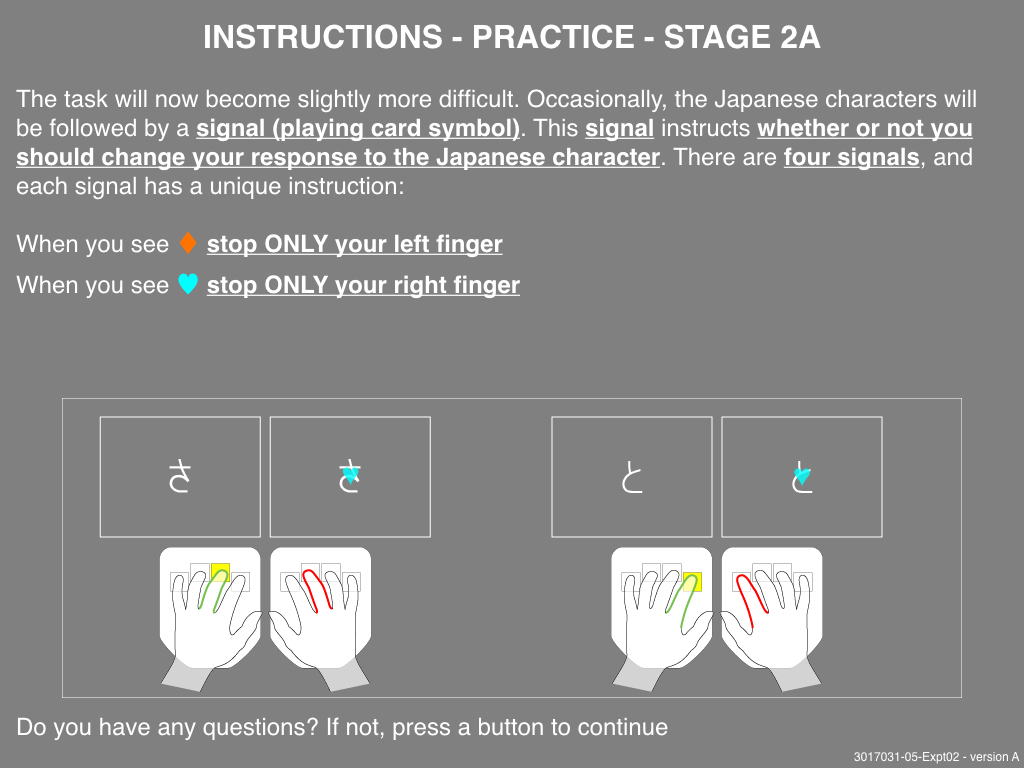 INSTRUCTIONS - PRACTICE - STAGE 2A
The task will now become slightly more difficult. Occasionally, the Japanese characters will
be followed by a signal (playing card symbol). This signal instructs whether or not you
should change your response to the Japanese character. There are four signals, and
each signal has a unique instruction:
When you see ♦ stop ONLY your left finger
When you see ♥ stop ONLY your right finger
さ さ と と
Do you have any questions? If not, press a button to continue
3017031-05-Expt02 - version A